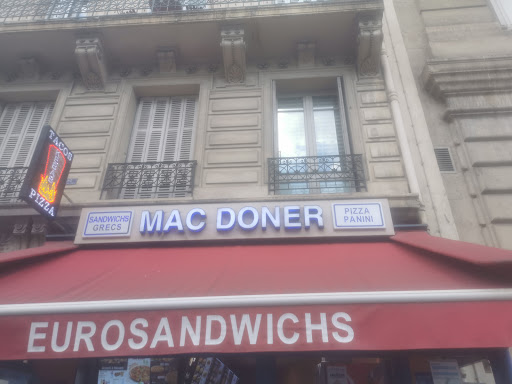 TACOS
PIZZA
SANDWICHS
GRECS
MAC DONER
PIZZA
PANINI
EUROSANDWICHS